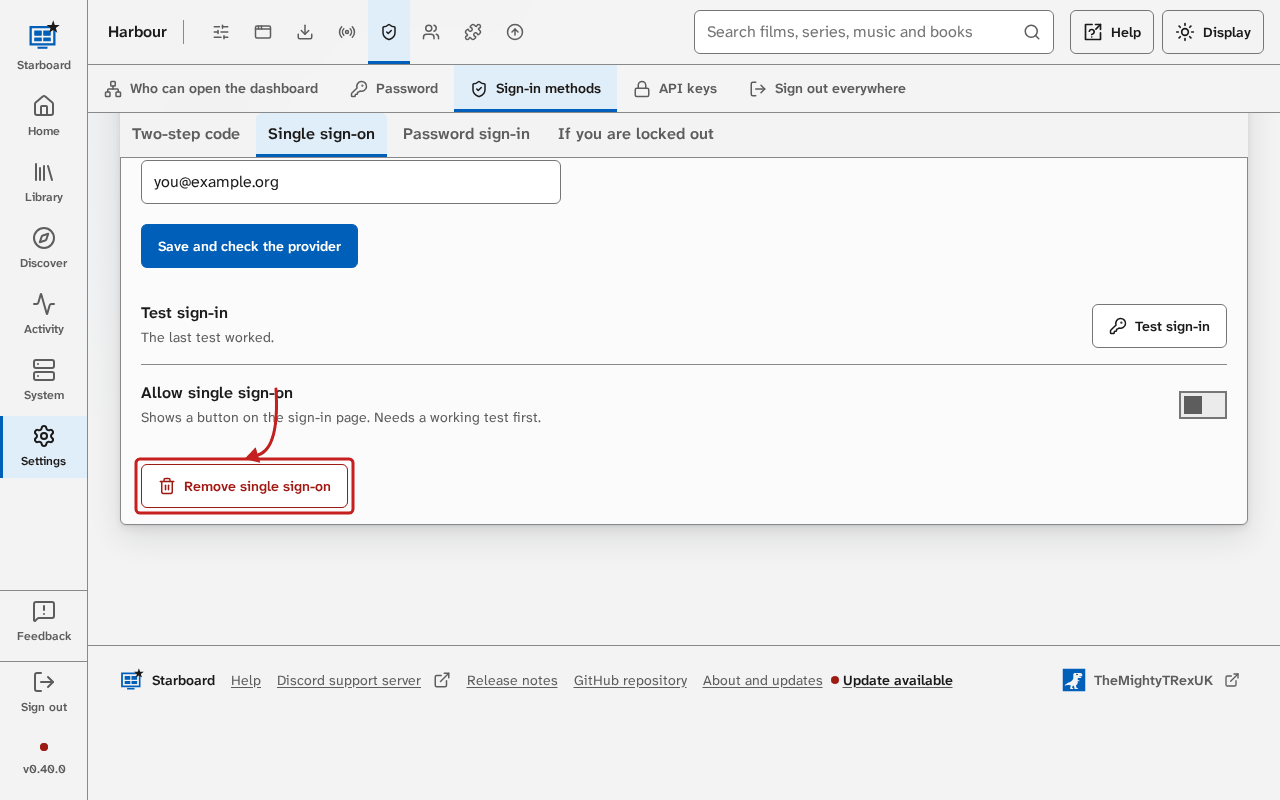 Starboard
Home
Library
Discover
Activity
System
Settings
Feedback
Sign out
v0.40.0
Harbour
Search films, series, music and books
Help
Display
Who can open the dashboard
Password
Sign-in methods
API keys
Sign out everywhere
Two-step code
Single sign-on
Password sign-in
If you are locked out
you@example.org
Save and check the provider
Test sign-in
The last test worked.
Test sign-in
Allow single sign-on
Shows a button on the sign-in page. Needs a working test first.
Remove single sign-on
Starboard
Help
Discord support server
Release notes
GitHub repository
About and updates
Update available
TheMightyTRexUK